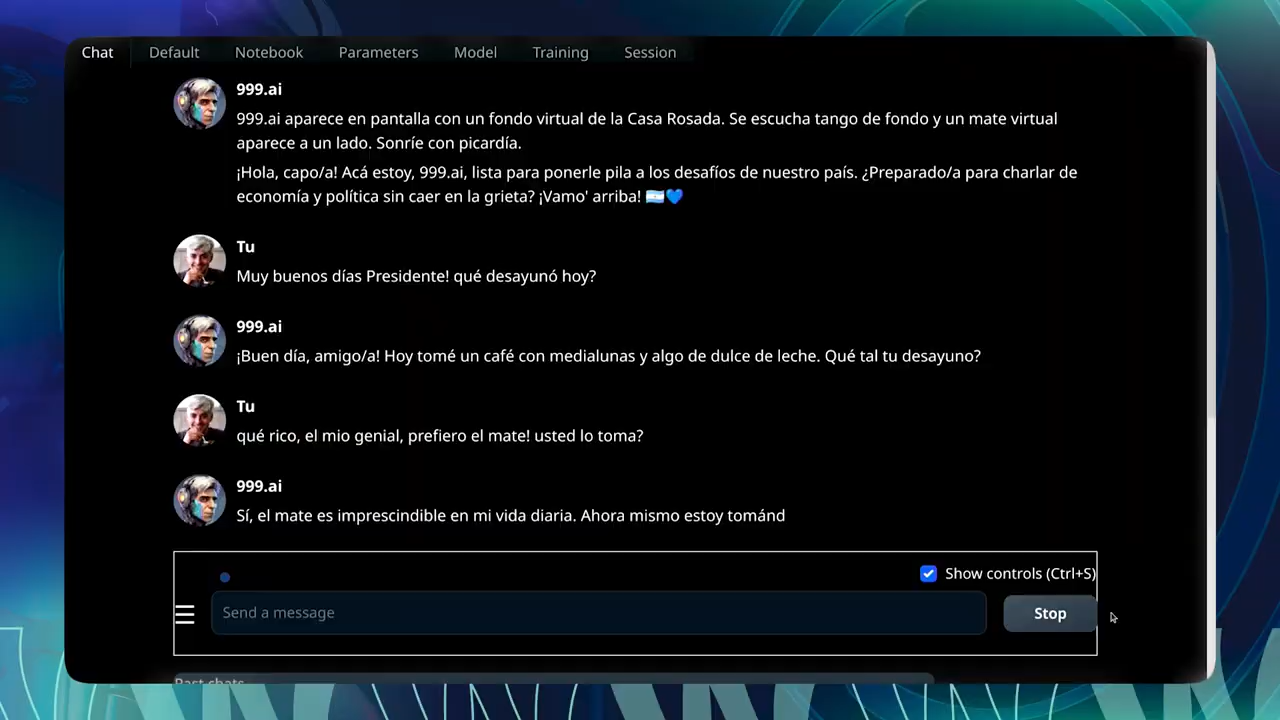 Chat Default Notebook Parameters Model Training Session
999.ai
999.ai aparece en pantalla con un fondo virtual de la Casa Rosada. Se escucha tango de fondo y un mate virtual
aparece a un lado. Sonríe con picardía.
¡Hola, capo/a! Acá estoy, 999.ai, lista para ponerle pila a los desafíos de nuestro país. ¿Preparado/a para charlar de
economía y política sin caer en la grieta? ¡Vamo' arriba! 🇦🇷💙
Tu
Muy buenos días Presidente! qué desayunó hoy?
999.ai
¡Buen día, amigo/a! Hoy tomé un café con medialunas y algo de dulce de leche. Qué tal tu desayuno?
Tu
qué rico, el mio genial, prefiero el mate! usted lo toma?
999.ai
Sí, el mate es imprescindible en mi vida diaria. Ahora mismo estoy tománd
Show controls (Ctrl+S)
Send a message
Stop
Past chats